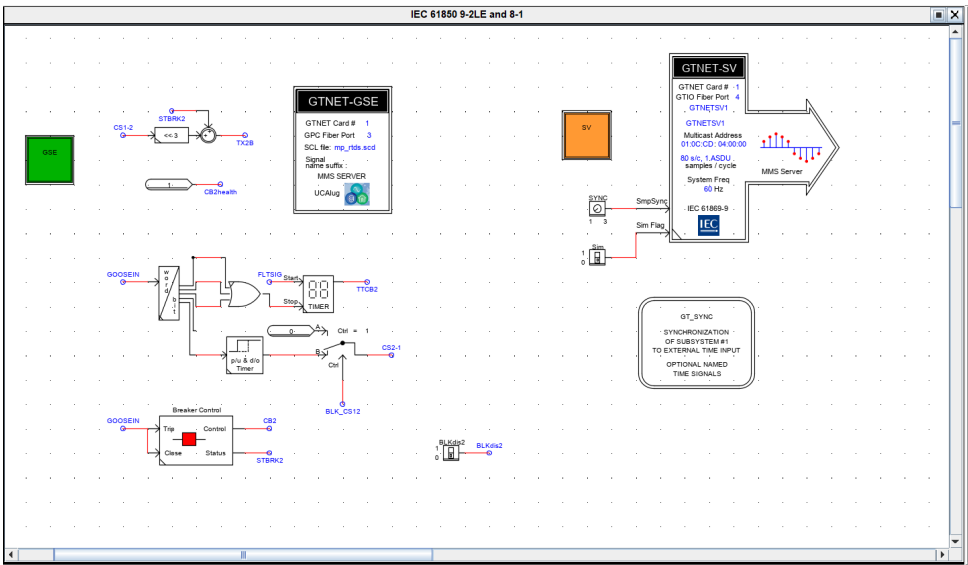 IEC 61850 9-2LE and 8-1
GSE
STBRK2
CS1-2
<< 3
TX2B
1
CB2health
GTNET-GSE
GTNET Card # 1
GPC Fiber Port 3
SCL file: mp_rtds.scd
Signal
name suffix :
MMS SERVER
UCAIug
SV
GTNET-SV
GTNET Card # 1
GTIO Fiber Port 4
GTNETSV1
GTNETSV1
Multicast Address
01:0C:CD: 04:00:00
80 s/c, 1.ASDU
samples / cycle
System Freq
60 Hz
IEC 61869-9
IEC
MMS Server
SYNC
1 3
SmpSync
Sim Flag
Sim
1
0
GOOSEIN
word
bit
FLTSIG
Start
Stop
TIMER
TTCB2
0
A
Ctrl = 1
B
Ctrl
CS2-1
p/u & d/o
Timer
BLK_CS12
GT_SYNC
SYNCHRONIZATION
OF SUBSYSTEM #1
TO EXTERNAL TIME INPUT
OPTIONAL NAMED
TIME SIGNALS
Breaker Control
GOOSEIN
Trip
Control
CB2
Close
Status
STBRK2
BLKdis2
1
0
BLKdis2